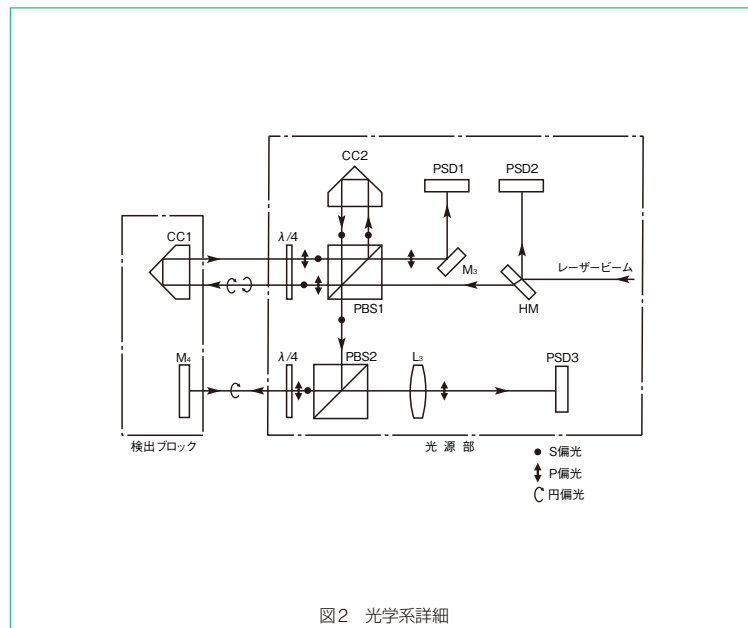 CC2
PSD1
PSD2
CC1
λ/4
M₃
レーザービーム
HM
PBS1
M₄
λ/4
PBS2
L₃
PSD3
検出ブロック
光 源 部
S偏光
P偏光
円偏光
図2 光学系詳細